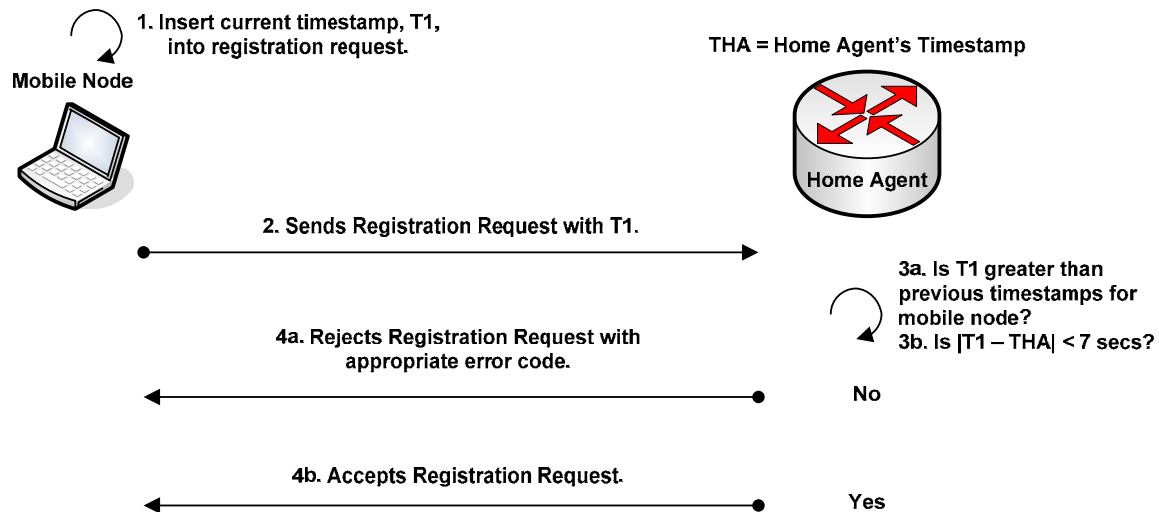 1. Insert current timestamp, T1,
into registration request.
THA = Home Agent's Timestamp
Mobile Node
Home Agent
2. Sends Registration Request with T1.
3a. Is T1 greater than
previous timestamps for
mobile node?
3b. Is |T1 – THA| < 7 secs?
4a. Rejects Registration Request with
appropriate error code.
No
4b. Accepts Registration Request.
Yes